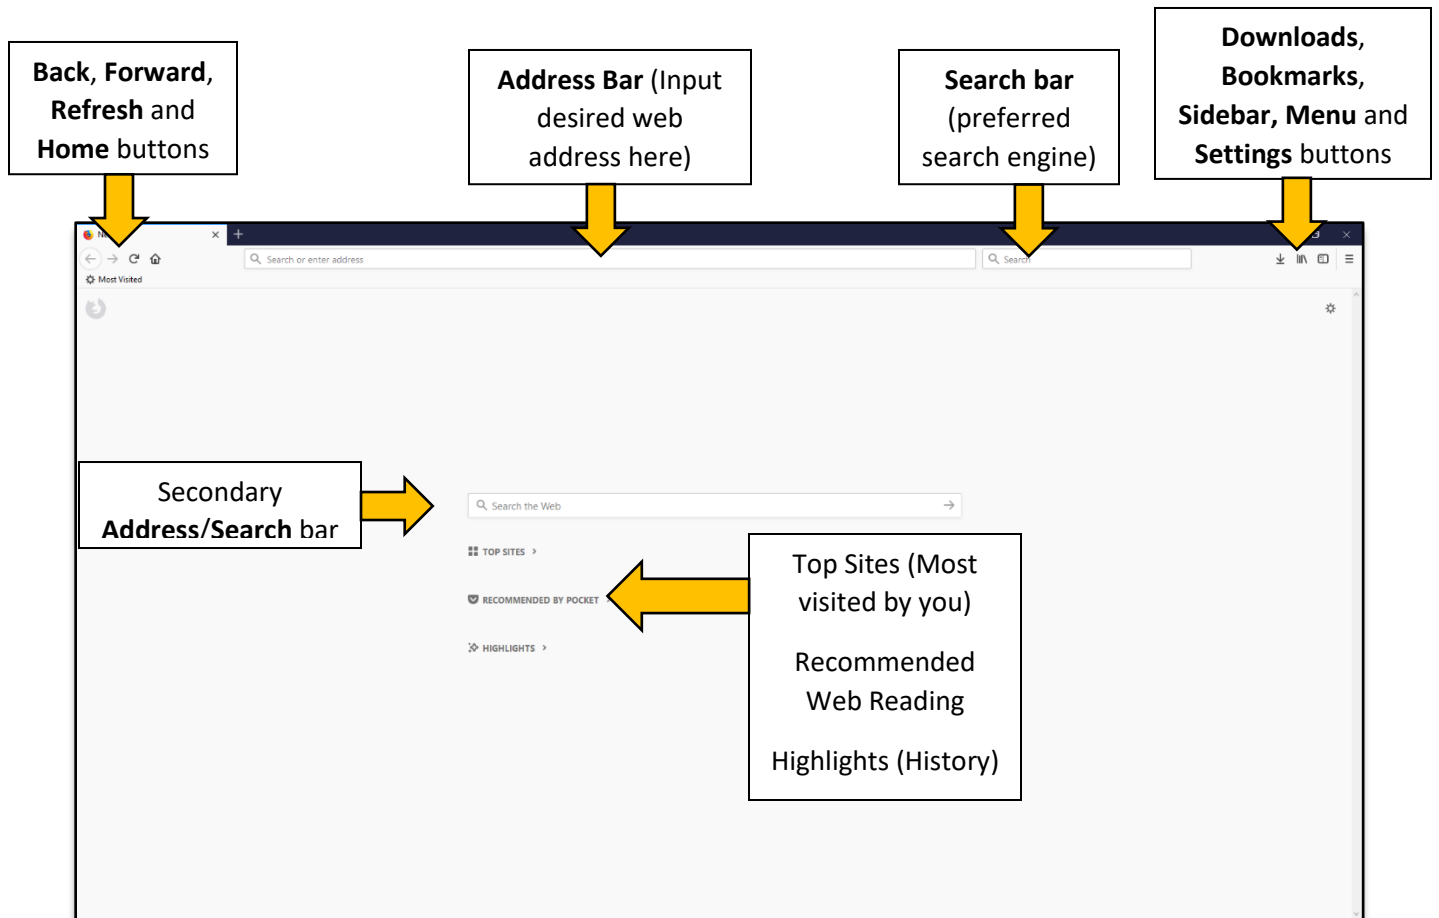 Back, Forward,
Refresh and
Home buttons
Address Bar (Input
desired web
address here)
Search bar
(preferred
search engine)
Downloads,
Bookmarks,
Sidebar, Menu and
Settings buttons
Search or enter address
Search
Most Visited
Secondary
Address/Search bar
Search the Web
TOP SITES
RECOMMENDED BY POCKET
HIGHLIGHTS
Top Sites (Most
visited by you)
Recommended
Web Reading
Highlights (History)